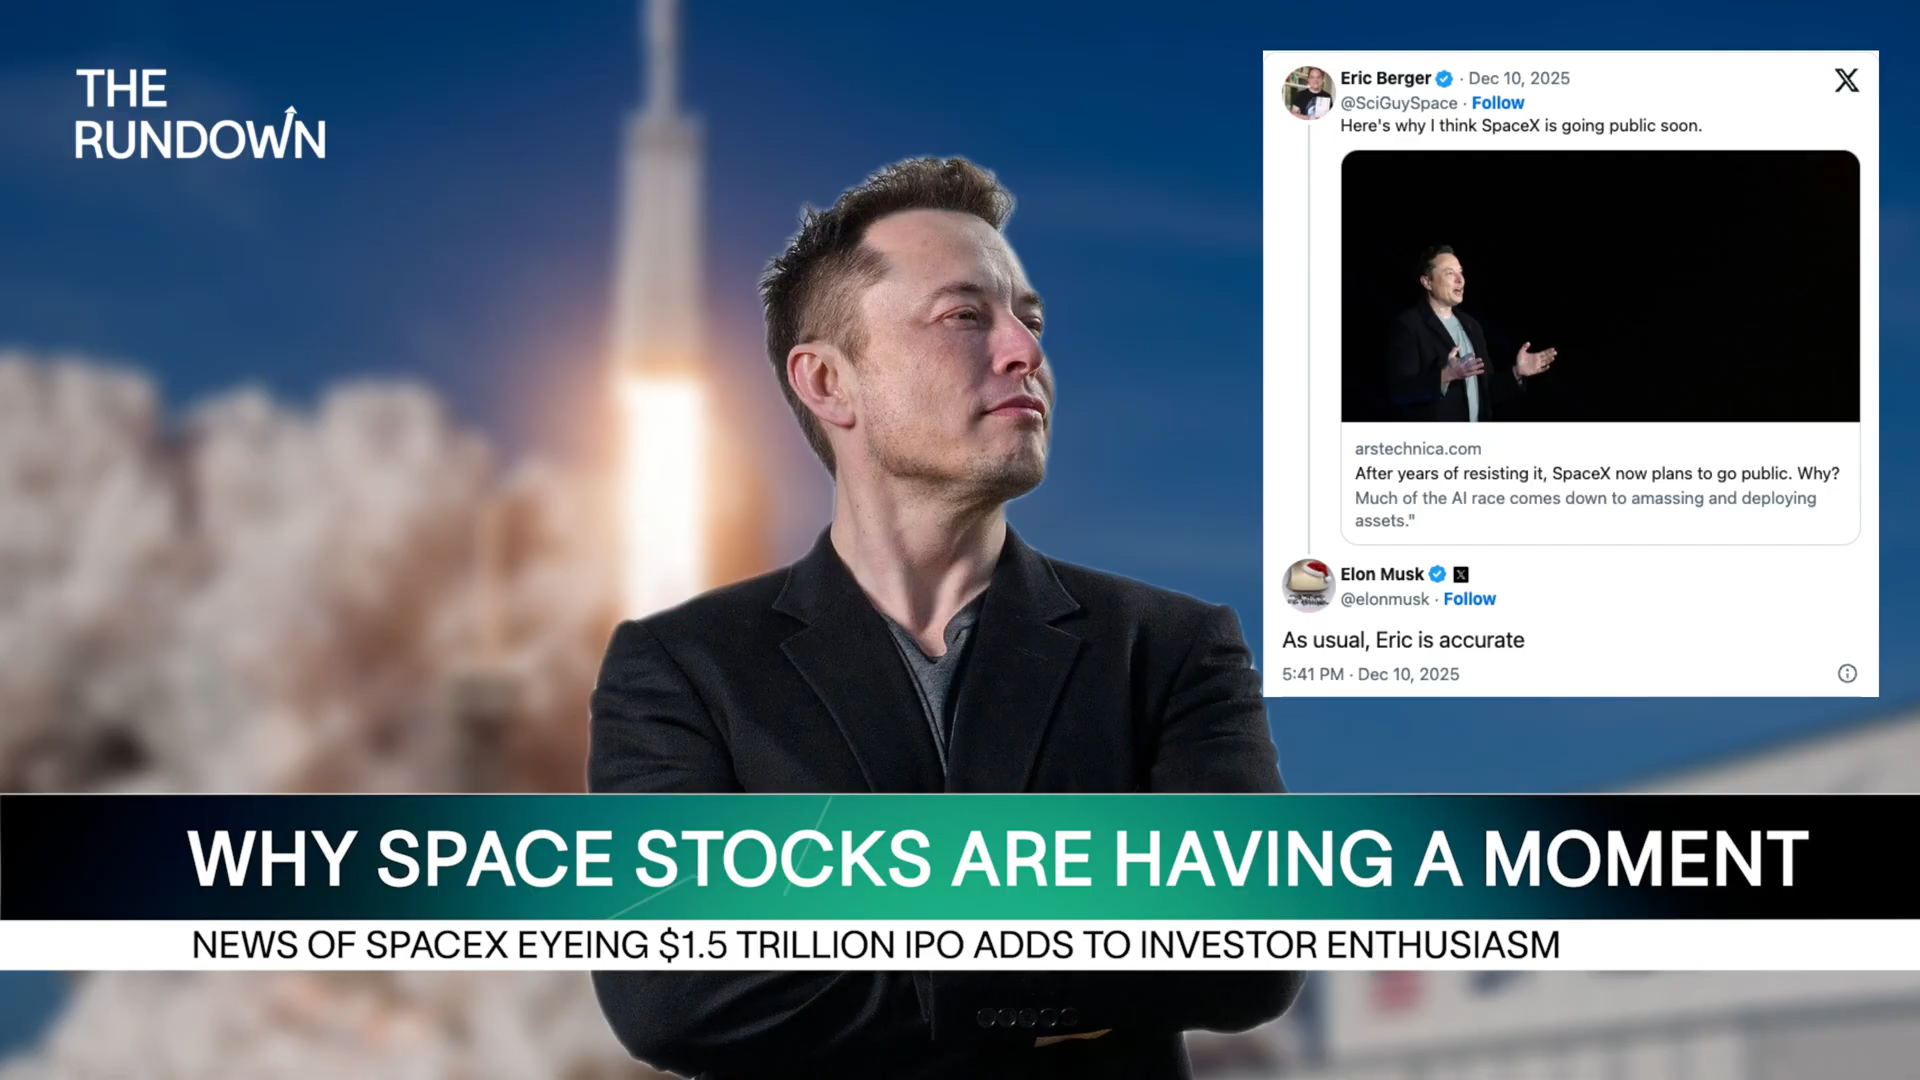 THE
RUNDOWN
Eric Berger · Dec 10, 2025
@SciGuySpace · Follow
Here's why I think SpaceX is going public soon.
arstechnica.com
After years of resisting it, SpaceX now plans to go public. Why?
Much of the AI race comes down to amassing and deploying
assets."
Elon Musk
@elonmusk · Follow
As usual, Eric is accurate
5:41 PM · Dec 10, 2025
WHY SPACE STOCKS ARE HAVING A MOMENT
NEWS OF SPACEX EYEING $1.5 TRILLION IPO ADDS TO INVESTOR ENTHUSIASM